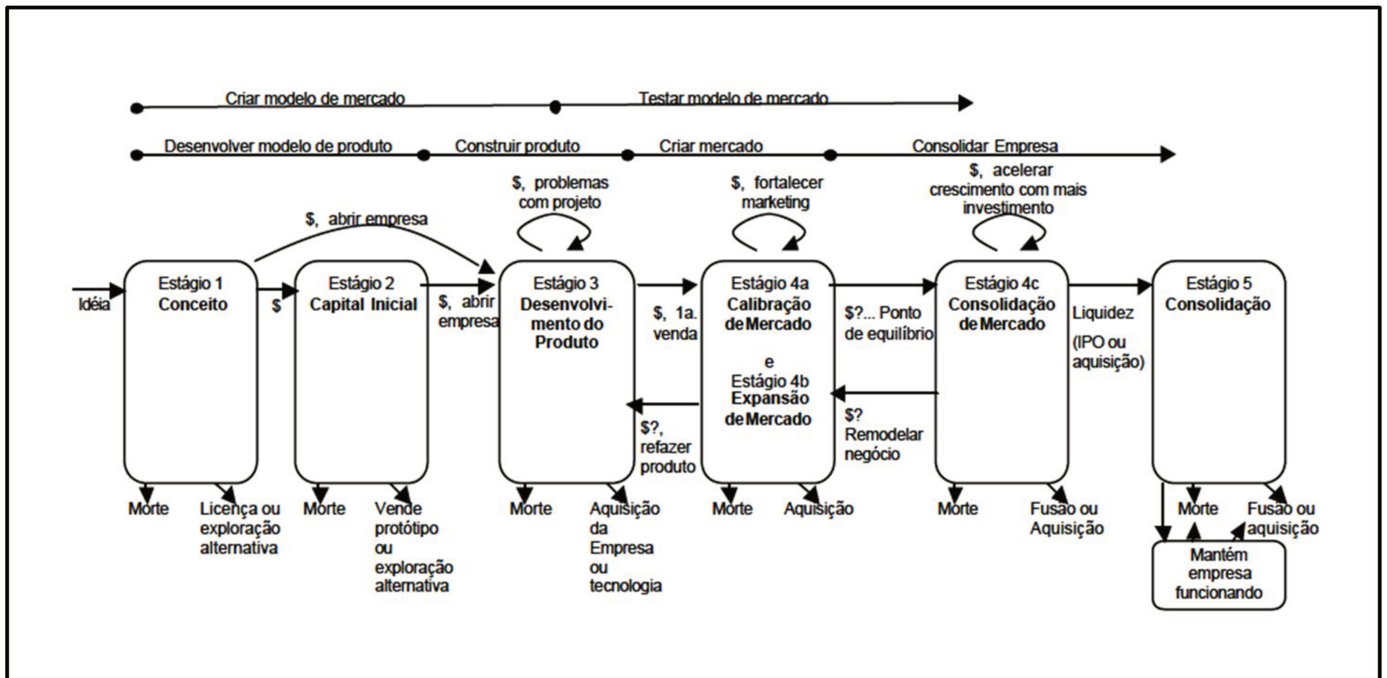 Criar modelo de mercado
Testar modelo de mercado
Desenvolver modelo de produto
Construir produto
Criar mercado
Consolidar Empresa
$, problemas
com projeto
$, fortalecer
marketing
$, acelerar
crescimento com mais
investimento
$, abrir empresa
Idéia
Estágio 1
Conceito
$
Estágio 2
Capital Inicial
$, abrir
empresa
Estágio 3
Desenvolvi-
mento do
Produto
$, 1a.
venda
$?,
refazer
produto
Estágio 4a
Calibração
de Mercado
e
Estágio 4b
Expansão
de Mercado
$?... Ponto
de equilíbrio
$?
Remodelar
negócio
Estágio 4c
Consolidação
de Mercado
Liquidez
(IPO ou
aquisição)
Estágio 5
Consolidação
Morte
Licença ou
exploração
alternativa
Morte
Vende
protótipo
ou
exploração
alternativa
Morte
Aquisição
da
Empresa
ou
tecnologia
Morte
Aquisição
Morte
Fusão ou
Aquisição
Morte
Fusão ou
aquisição
Mantém
empresa
funcionando